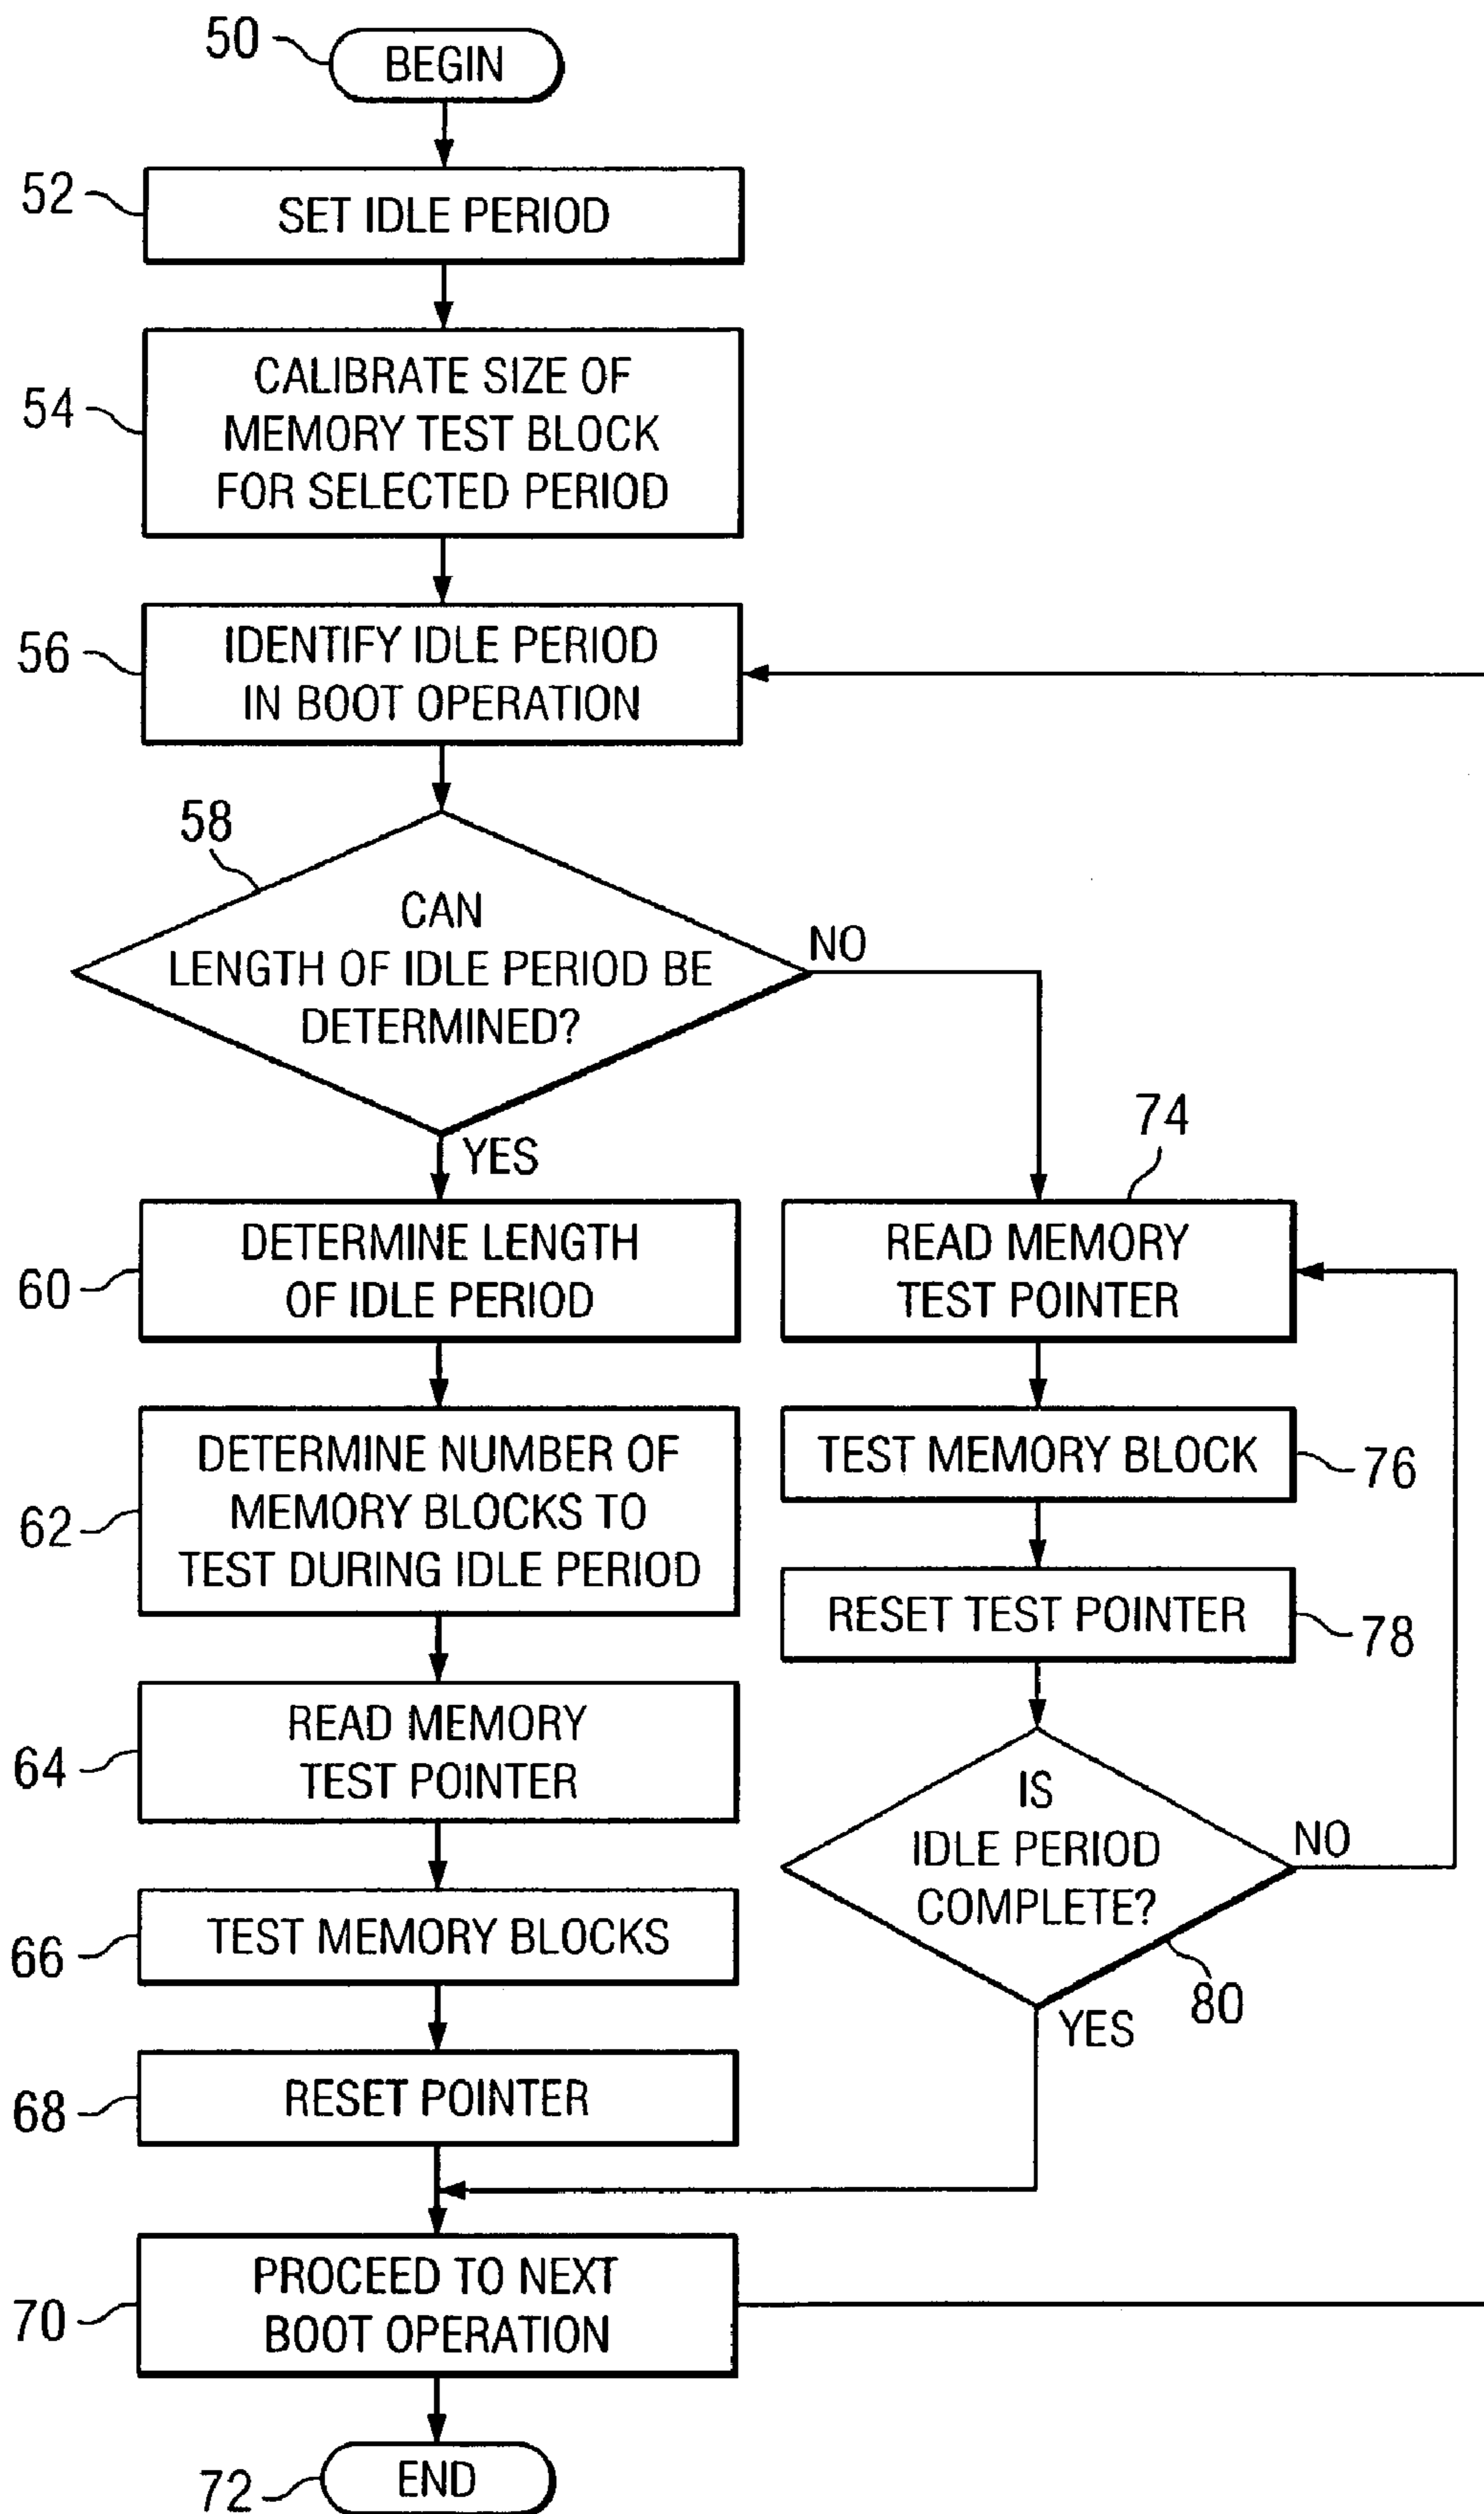 50
BEGIN
52
SET IDLE PERIOD
54
CALIBRATE SIZE OF
MEMORY TEST BLOCK
FOR SELECTED PERIOD
56
IDENTIFY IDLE PERIOD
IN BOOT OPERATION
58
CAN
LENGTH OF IDLE PERIOD BE
DETERMINED?
NO
YES
60
DETERMINE LENGTH
OF IDLE PERIOD
62
DETERMINE NUMBER OF
MEMORY BLOCKS TO
TEST DURING IDLE PERIOD
64
READ MEMORY
TEST POINTER
66
TEST MEMORY BLOCKS
68
RESET POINTER
70
PROCEED TO NEXT
BOOT OPERATION
72
END
74
READ MEMORY
TEST POINTER
TEST MEMORY BLOCK
76
RESET TEST POINTER
78
IS
IDLE PERIOD
COMPLETE?
NO
80
YES